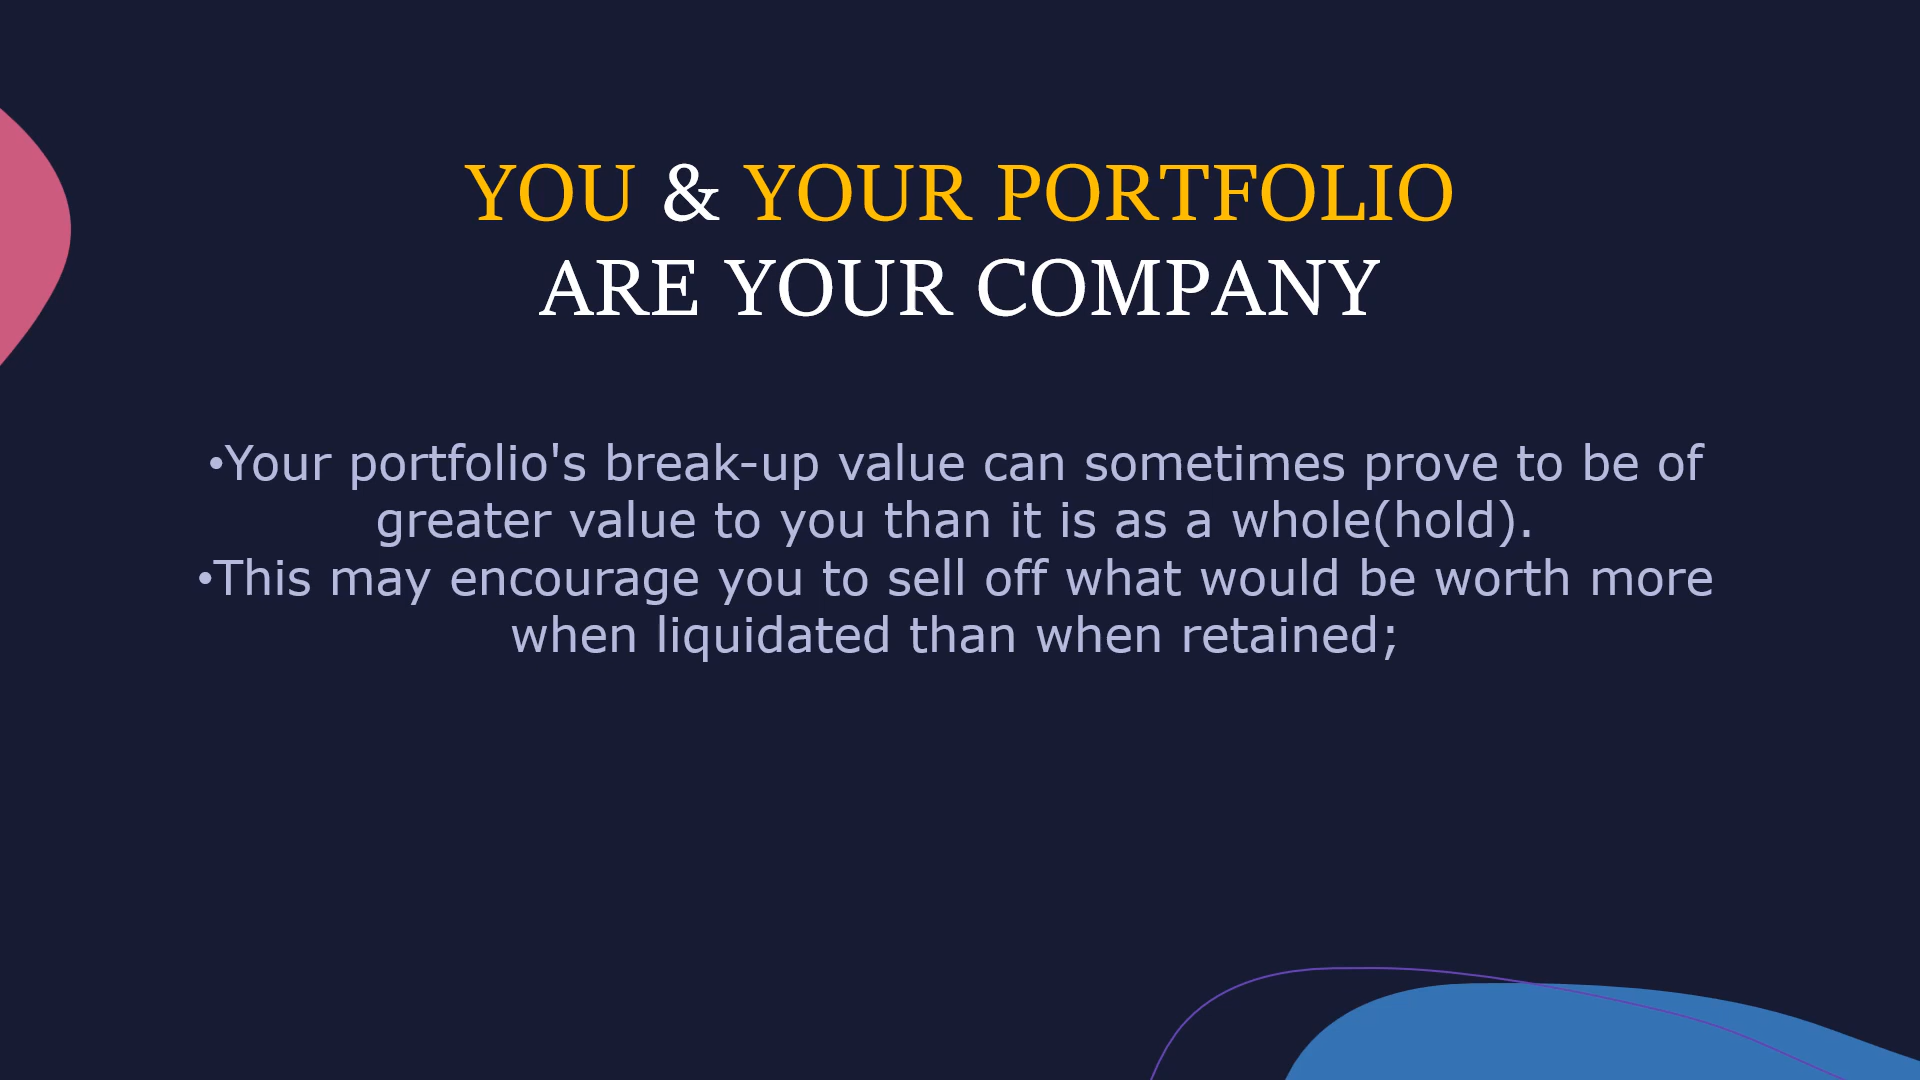 YOU & YOUR PORTFOLIO
ARE YOUR COMPANY
•Your portfolio's break-up value can sometimes prove to be of
greater value to you than it is as a whole(hold).
•This may encourage you to sell off what would be worth more
when liquidated than when retained;